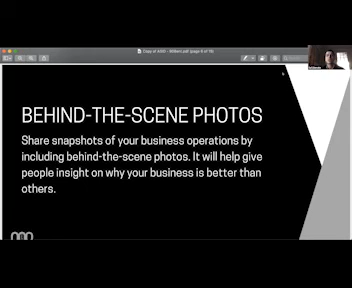 BEHIND-THE-SCENE PHOTOS
Share snapshots of your business operations by
including behind-the-scene photos. It will help give
people insight on why your business is better than
others.